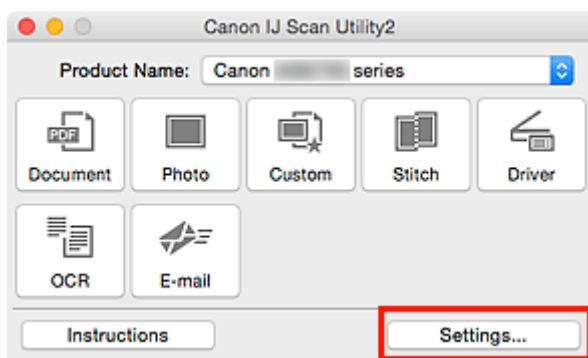 Canon IJ Scan Utility2
Product Name: Canon series
PDF
Document Photo Custom Stitch Driver
OCR E-mail
Instructions Settings...